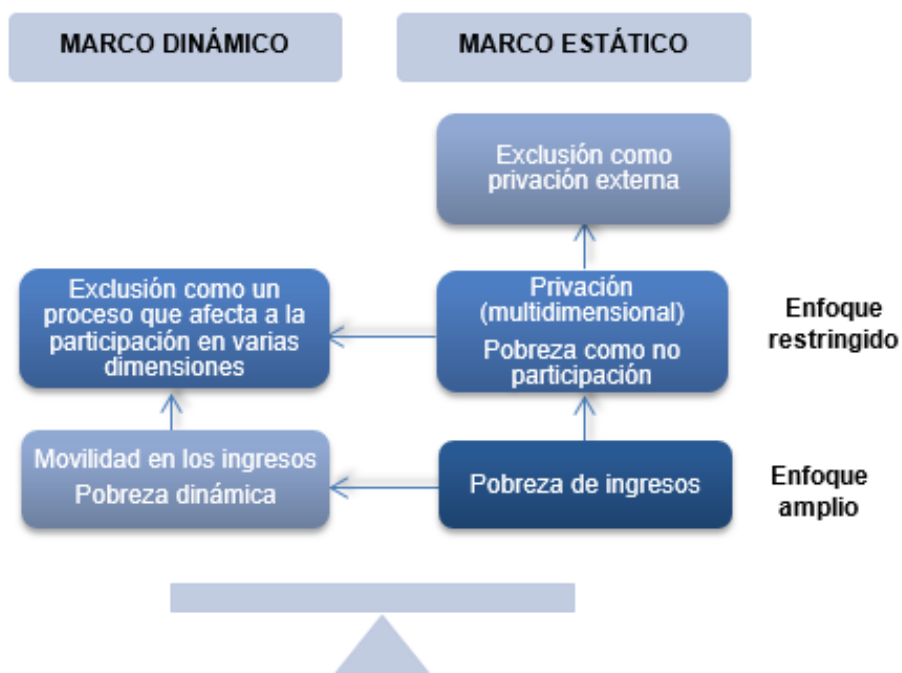 MARCO DINÁMICO
MARCO ESTÁTICO
Exclusión como
privación externa
Exclusión como un
proceso que afecta a la
participación en varias
dimensiones
Privación
(multidimensional)
Pobreza como no
participación
Enfoque
restringido
Movilidad en los ingresos
Pobreza dinámica
Pobreza de ingresos
Enfoque
amplio